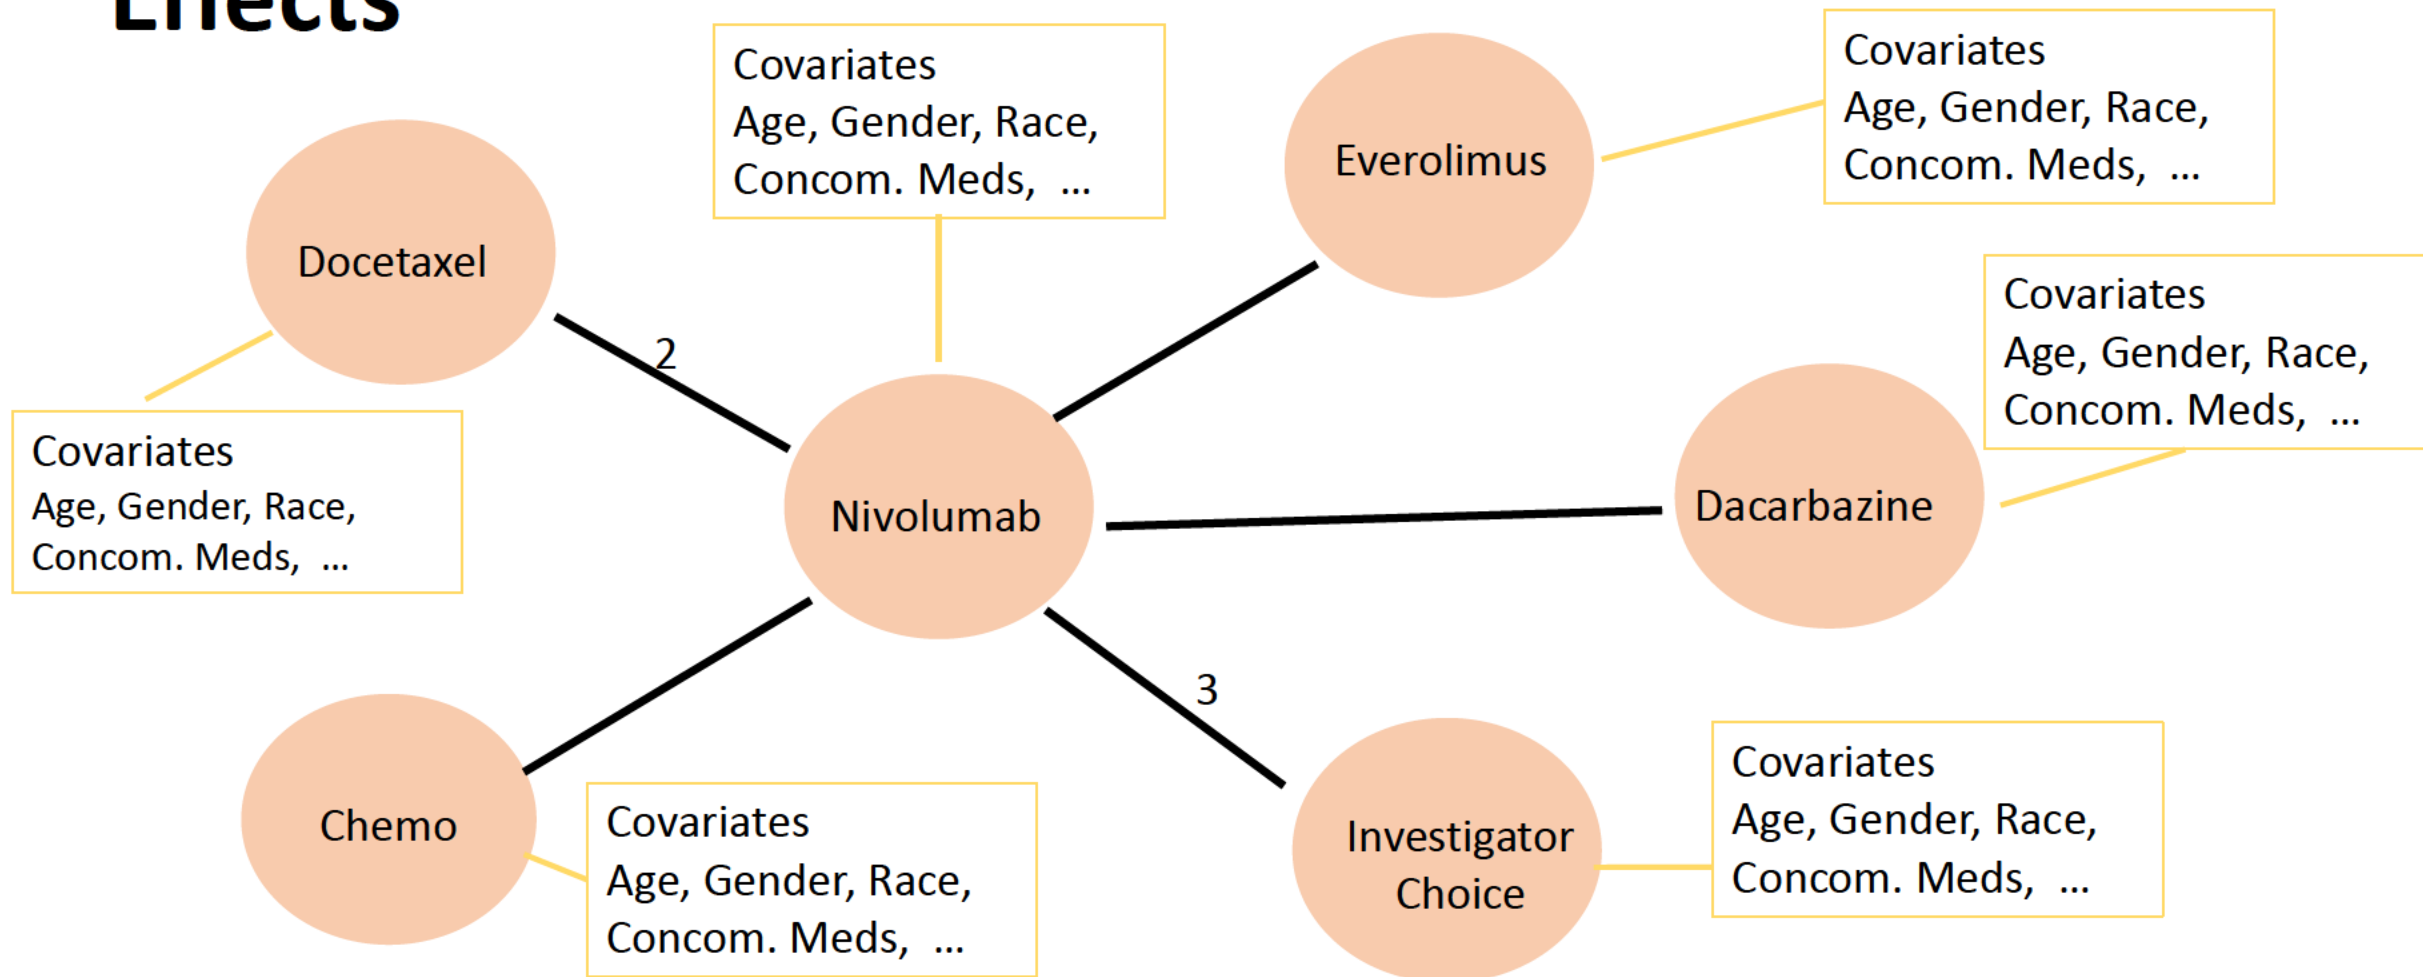 Effects
Covariates
Age, Gender, Race,
Concom. Meds, ...
Everolimus
Covariates
Age, Gender, Race,
Concom. Meds, ...
Docetaxel
2
Covariates
Age, Gender, Race,
Concom. Meds, ...
Covariates
Age, Gender, Race,
Concom. Meds, ...
Nivolumab
Dacarbazine
3
Chemo
Covariates
Age, Gender, Race,
Concom. Meds, ...
Investigator
Choice
Covariates
Age, Gender, Race,
Concom. Meds, ...